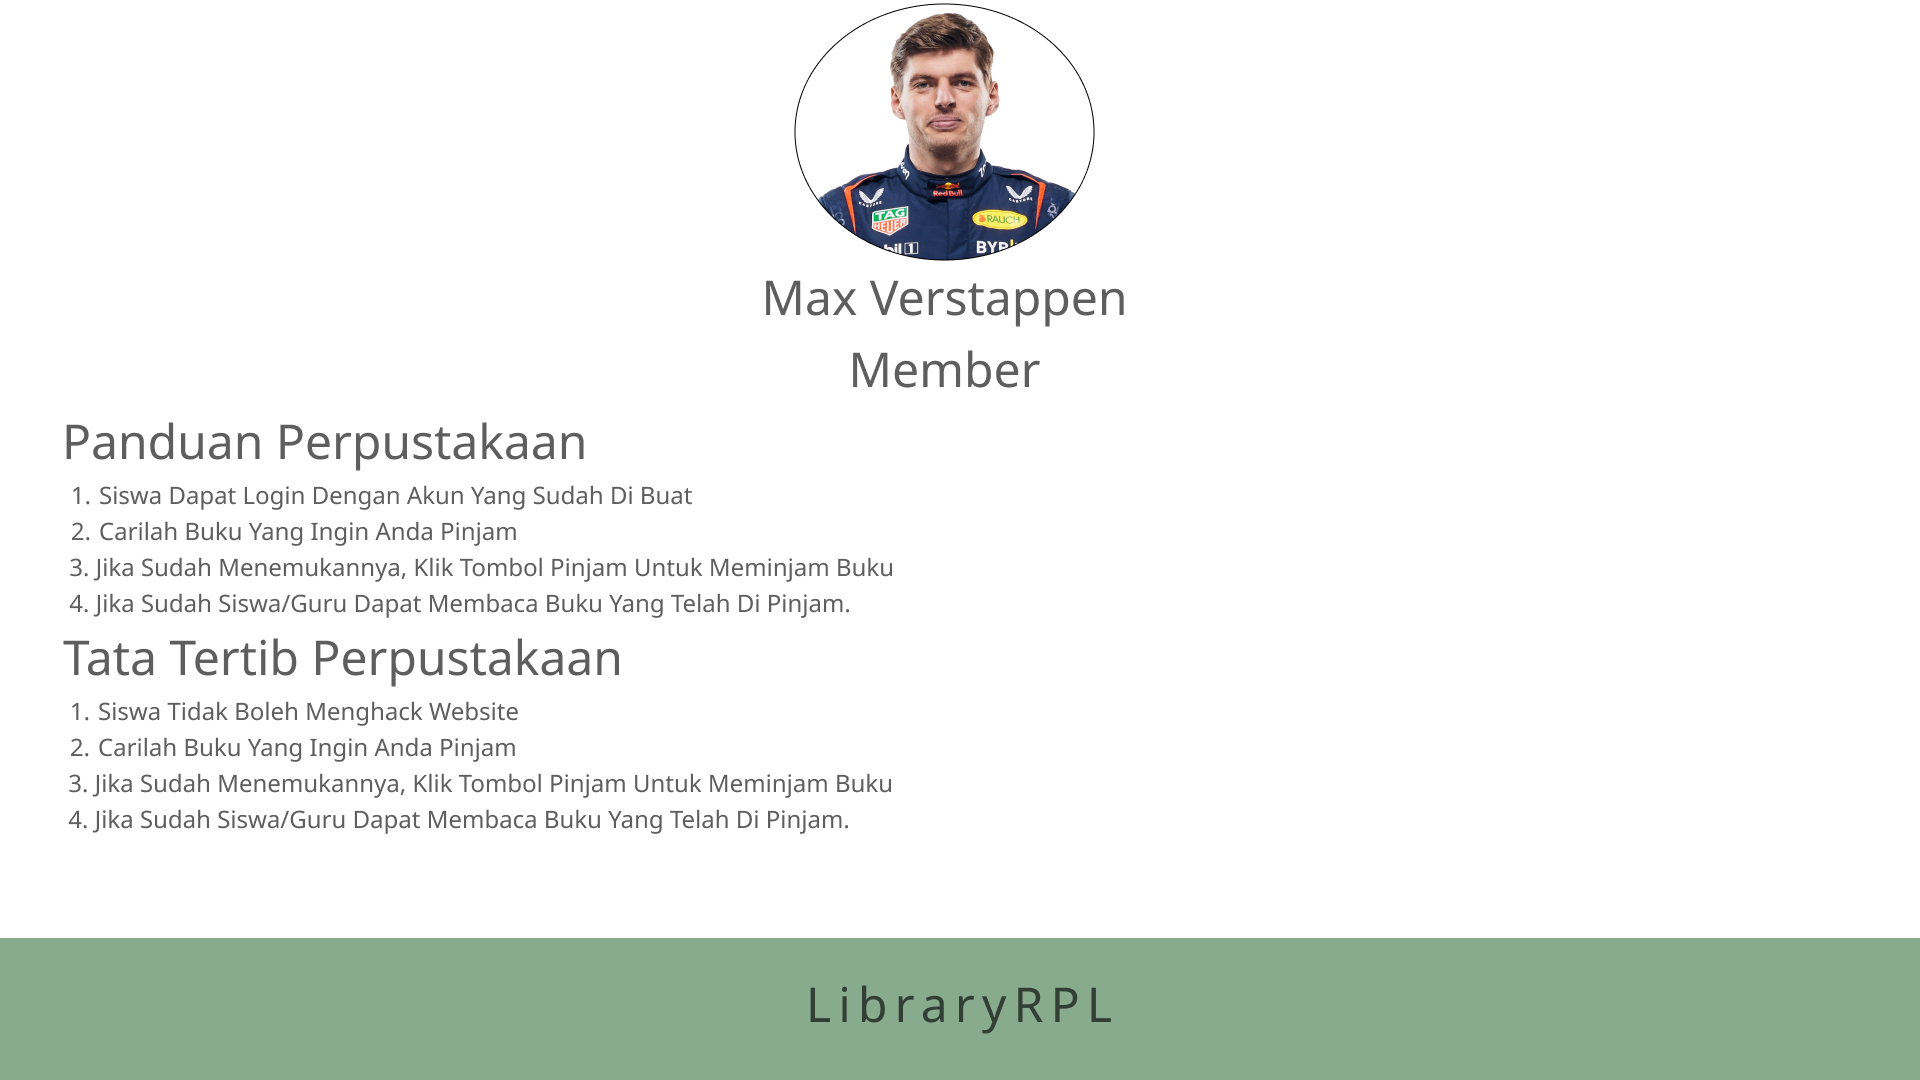 Red Bull
TAG
HEUER
RAUCH
Max Verstappen
Member
Panduan Perpustakaan
1. Siswa Dapat Login Dengan Akun Yang Sudah Di Buat
2. Carilah Buku Yang Ingin Anda Pinjam
3. Jika Sudah Menemukannya, Klik Tombol Pinjam Untuk Meminjam Buku
4. Jika Sudah Siswa/Guru Dapat Membaca Buku Yang Telah Di Pinjam.
Tata Tertib Perpustakaan
1. Siswa Tidak Boleh Menghack Website
2. Carilah Buku Yang Ingin Anda Pinjam
3. Jika Sudah Menemukannya, Klik Tombol Pinjam Untuk Meminjam Buku
4. Jika Sudah Siswa/Guru Dapat Membaca Buku Yang Telah Di Pinjam.
LibraryRPL